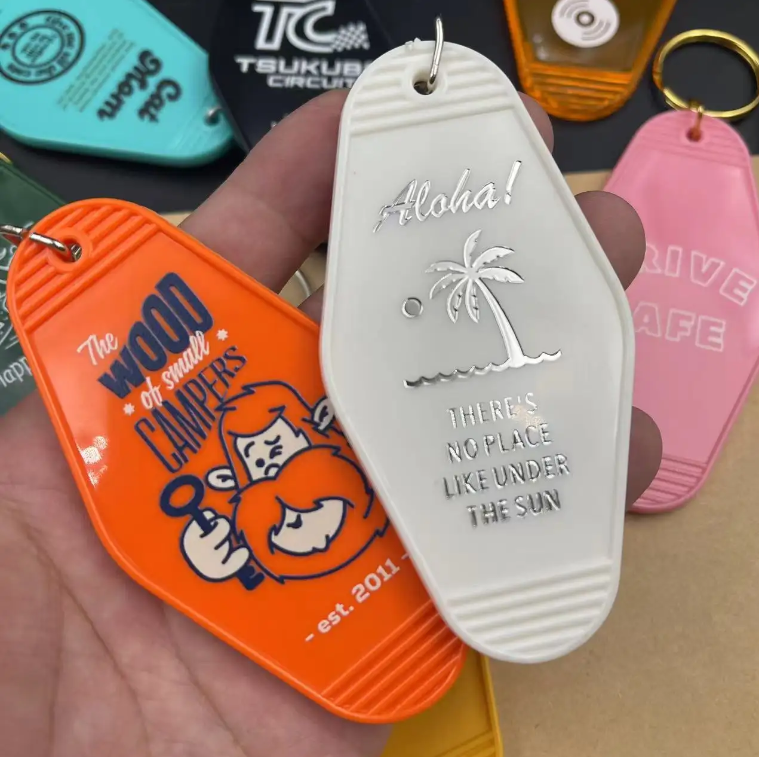 Cat
Mom
TC
TSUKUBA
CIRCUIT
Aloha!
THERE'S
NO PLACE
LIKE UNDER
THE SUN
The
WOOD
of small
CAMPERS
- est. 2011 -
RIVE
AFE